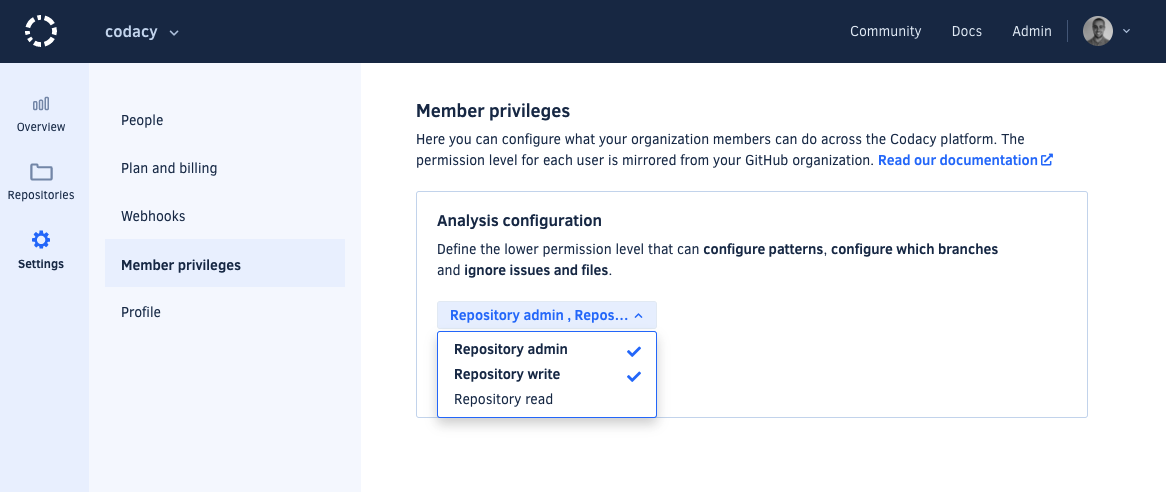 codacy
Community
Docs
Admin
Overview
Repositories
Settings
People
Plan and billing
Webhooks
Member privileges
Profile
Member privileges
Here you can configure what your organization members can do across the Codacy platform. The
permission level for each user is mirrored from your GitHub organization. Read our documentation
Analysis configuration
Define the lower permission level that can configure patterns, configure which branches
and ignore issues and files.
Repository admin , Repos...
Repository admin
Repository write
Repository read